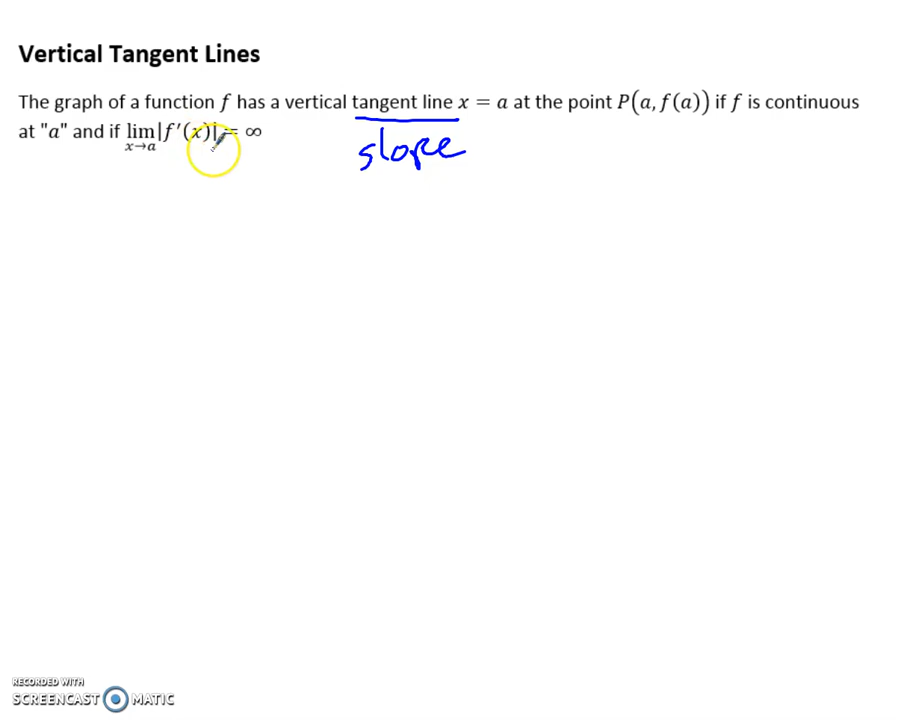 Vertical Tangent Lines
The graph of a function f has a vertical tangent line x = a at the point P(a, f(a)) if f is continuous
at "a" and if lim|f'(x)| = ∞
x→a
slope
RECORDED WITH
SCREENCAST MATIC